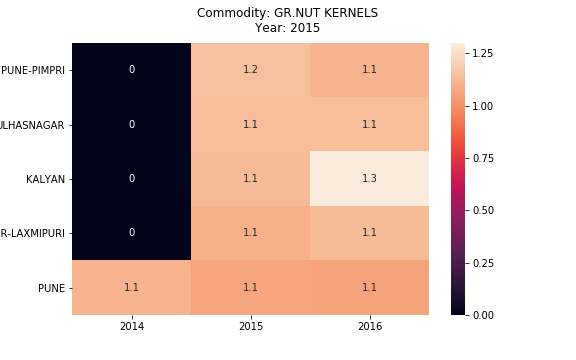 Commodity: GR.NUT KERNELS
Year: 2015
PUNE-PIMPRI 0 1.2 1.1
ULHASNAGAR 0 1.1 1.1
KALYAN 0 1.1 1.3
R-LAXMIPURI 0 1.1 1.1
PUNE 1.1 1.1 1.1
2014 2015 2016
1.25
1.00
0.75
0.50
0.25
0.00